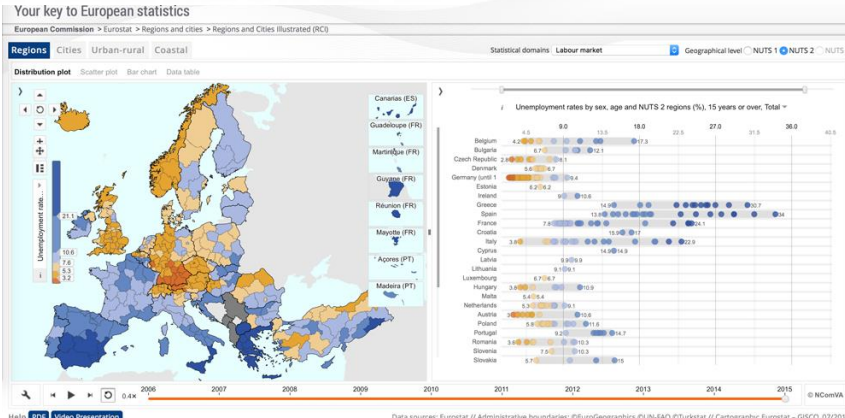 Your key to European statistics
European Commission > Eurostat > Regions and cities > Regions and Cities Illustrated (RCI)
Regions Cities Urban-rural Coastal
Statistical domains Labour market Geographical level NUTS 1 NUTS 2 NUTS
Distribution plot Scatter plot Bar chart Data table
Unemployment rates by sex, age and NUTS 2 regions (%), 15 years or over, Total
4.5 9.0 13.5 18.0 22.5 27.0 31.5 36.0 40.5
Canarias (ES)
Guadeloupe (FR)
Martinique (FR)
Guyane (FR)
Réunion (FR)
Mayotte (FR)
Açores (PT)
Madeira (PT)
Unemployment rate...
21.1
10.6
7.6
5.3
3.2
Belgium 4.2 17.3
Bulgaria 6.7 12.1
Czech Republic 2.8 8.1
Denmark 5.6 6.7
Germany (until 1 9.4
Estonia 6.2 6.2
Ireland 9 10.6
Greece 14.9 30.7
Spain 13.8 34
France 7.8 24.1
Croatia 15.9 17
Italy 3.8 22.9
Cyprus 14.9 14.9
Latvia 9.9 9.9
Lithuania 9.1 9.1
Luxembourg 6.7 6.7
Hungary 3.8 10.9
Malta 5.4 5.4
Netherlands 5.3 9.1
Austria 3 10.6
Poland 5.8 11.6
Portugal 9.2 14.7
Romania 3.6 10.3
Slovenia 7.8 10.3
Slovakia 5.7 15
0.4x 2006 2007 2008 2009 2010 2011 2012 2013 2014 2015 © NComVA
Help PDF Video Presentation
Data sources: Eurostat // Administrative boundaries: ©EuroGeographics ©UN-FAO ©Turkstat // Cartography: Eurostat – GISCO, 07/201